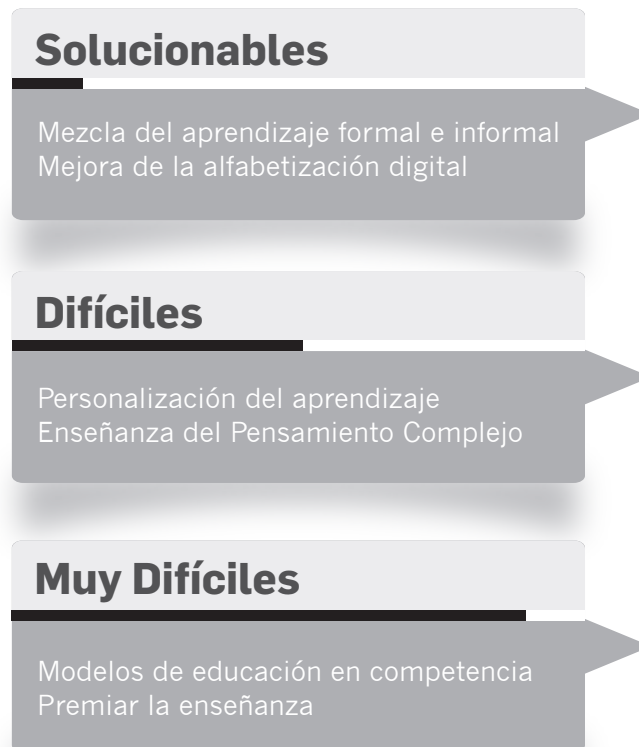 Solucionables
Mezcla del aprendizaje formal e informal
Mejora de la alfabetización digital
Difíciles
Personalización del aprendizaje
Enseñanza del Pensamiento Complejo
Muy Difíciles
Modelos de educación en competencia
Premiar la enseñanza